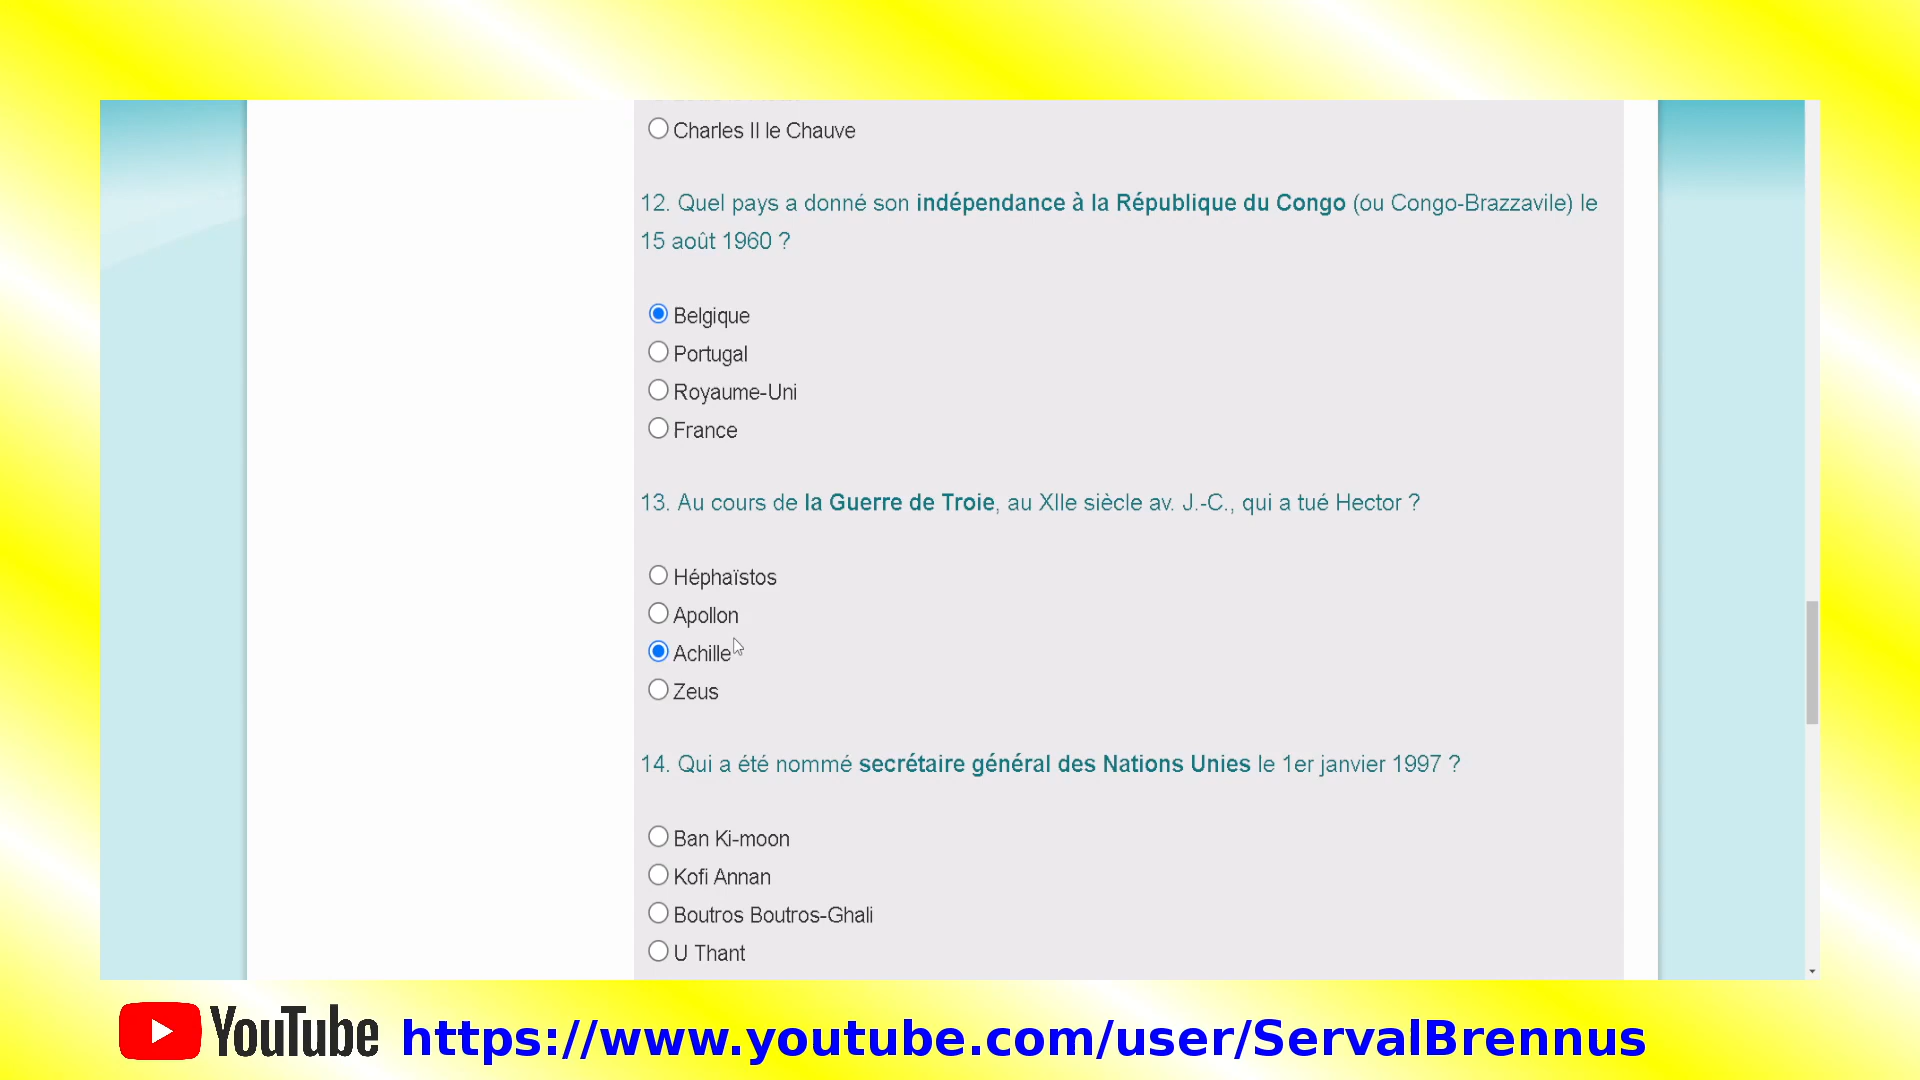 Charles II le Chauve
12. Quel pays a donné son indépendance à la République du Congo (ou Congo-Brazzavile) le
15 août 1960 ?
Belgique
Portugal
Royaume-Uni
France
13. Au cours de la Guerre de Troie, au XIIe siècle av. J.-C., qui a tué Hector ?
Héphaïstos
Apollon
Achille
Zeus
14. Qui a été nommé secrétaire général des Nations Unies le 1er janvier 1997 ?
Ban Ki-moon
Kofi Annan
Boutros Boutros-Ghali
U Thant
YouTube https://www.youtube.com/user/ServalBrennus